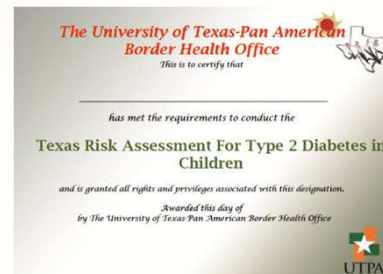 The University of Texas-Pan American
Border Health Office
This is to certify that
has met the requirements to conduct the
Texas Risk Assessment For Type 2 Diabetes in
Children
and is granted all rights and privileges associated with this designation.
Awarded this day of
by The University of Texas-Pan American Border Health Office
UTPA